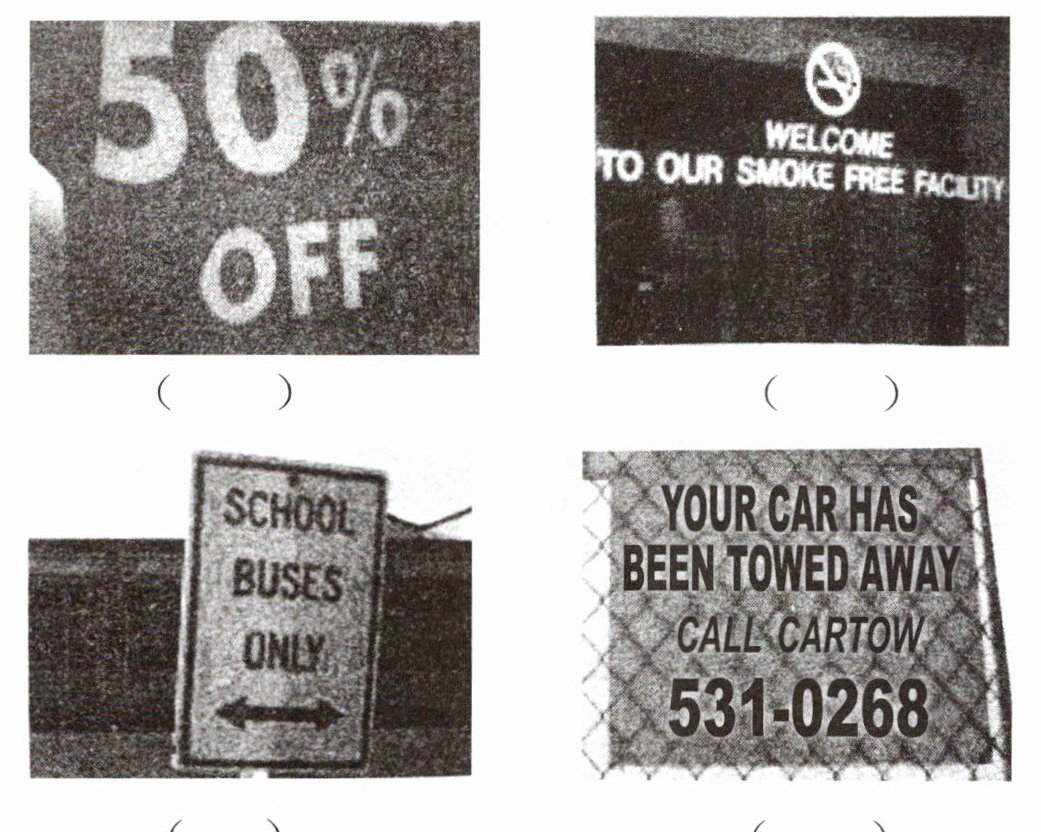 50%
OFF
WELCOME
TO OUR SMOKE FREE FACILITY
(          )
(          )
SCHOOL
BUSES
ONLY
YOUR CAR HAS
BEEN TOWED AWAY
CALL CARTOW
531-0268
(          )
(          )